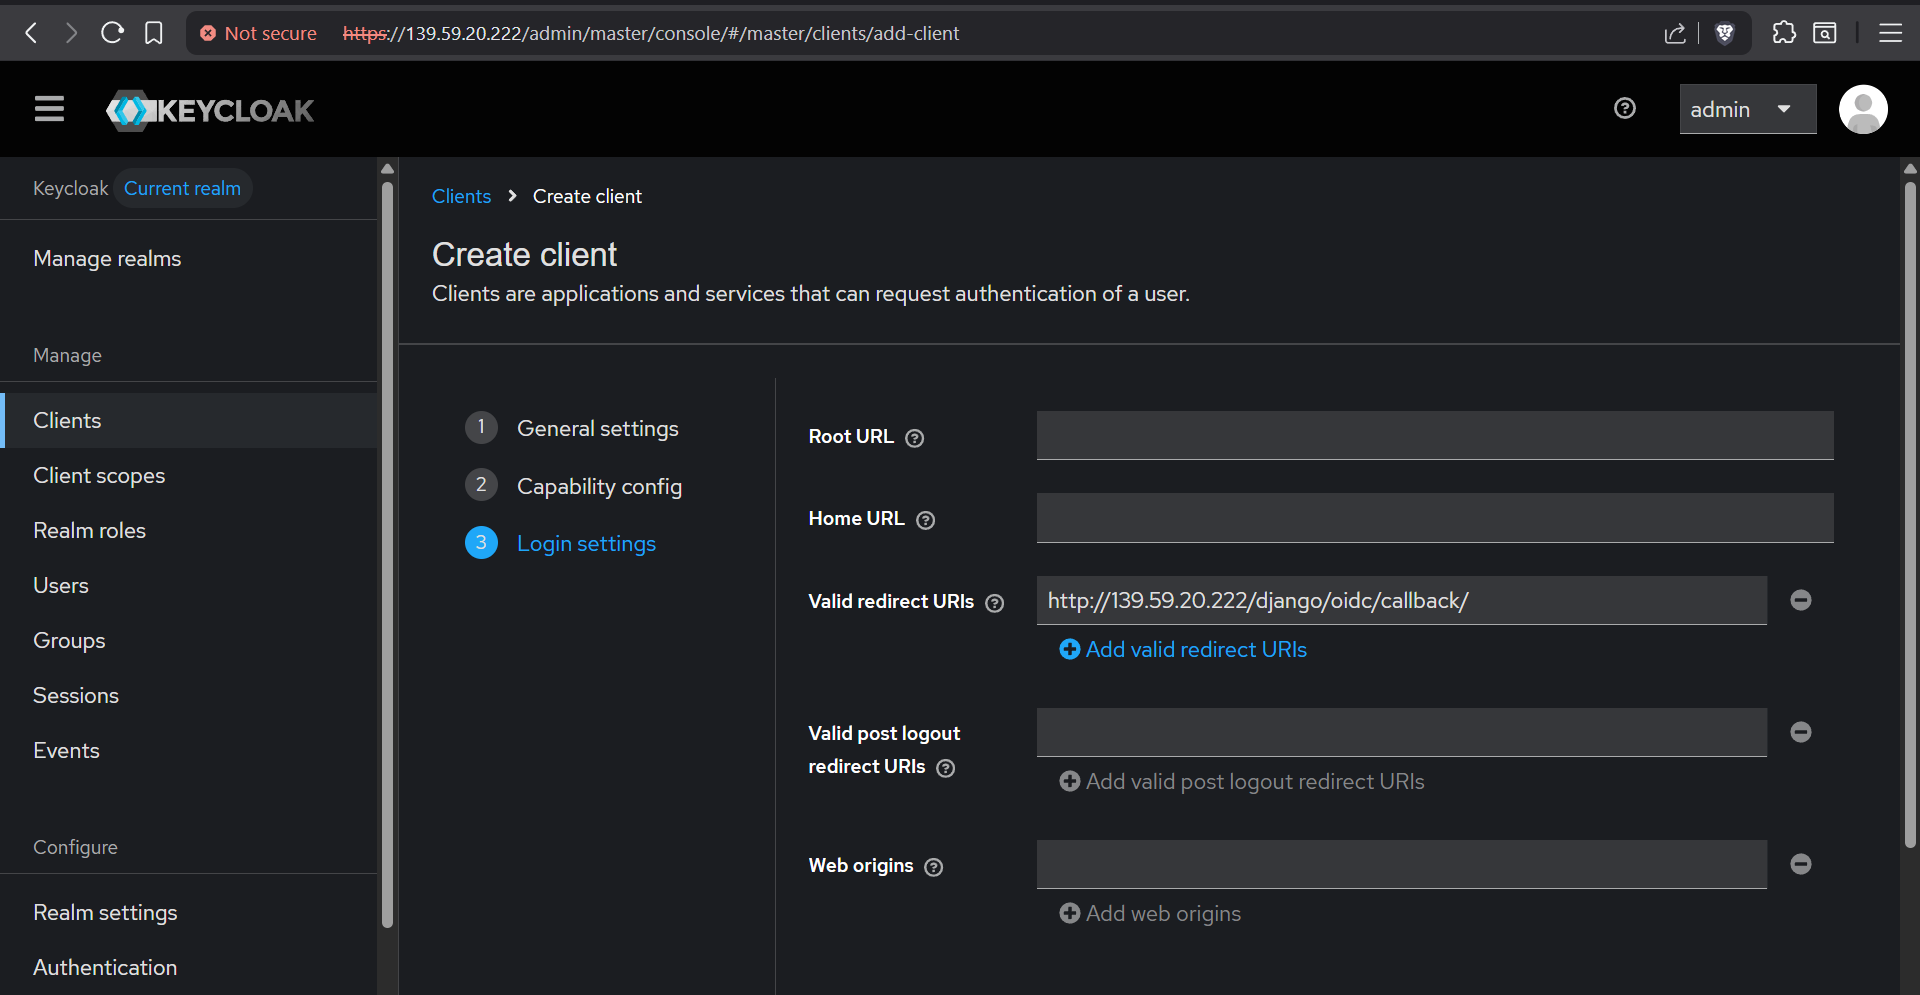 Not secure https://139.59.20.222/admin/master/console/#/master/clients/add-client
KEYCLOAK
admin
Keycloak Current realm
Manage realms
Manage
Clients
Client scopes
Realm roles
Users
Groups
Sessions
Events
Configure
Realm settings
Authentication
Clients > Create client
Create client
Clients are applications and services that can request authentication of a user.
1 General settings
2 Capability config
3 Login settings
Root URL
Home URL
Valid redirect URIs http://139.59.20.222/django/oidc/callback/
Add valid redirect URIs
Valid post logout
redirect URIs
Add valid post logout redirect URIs
Web origins
Add web origins